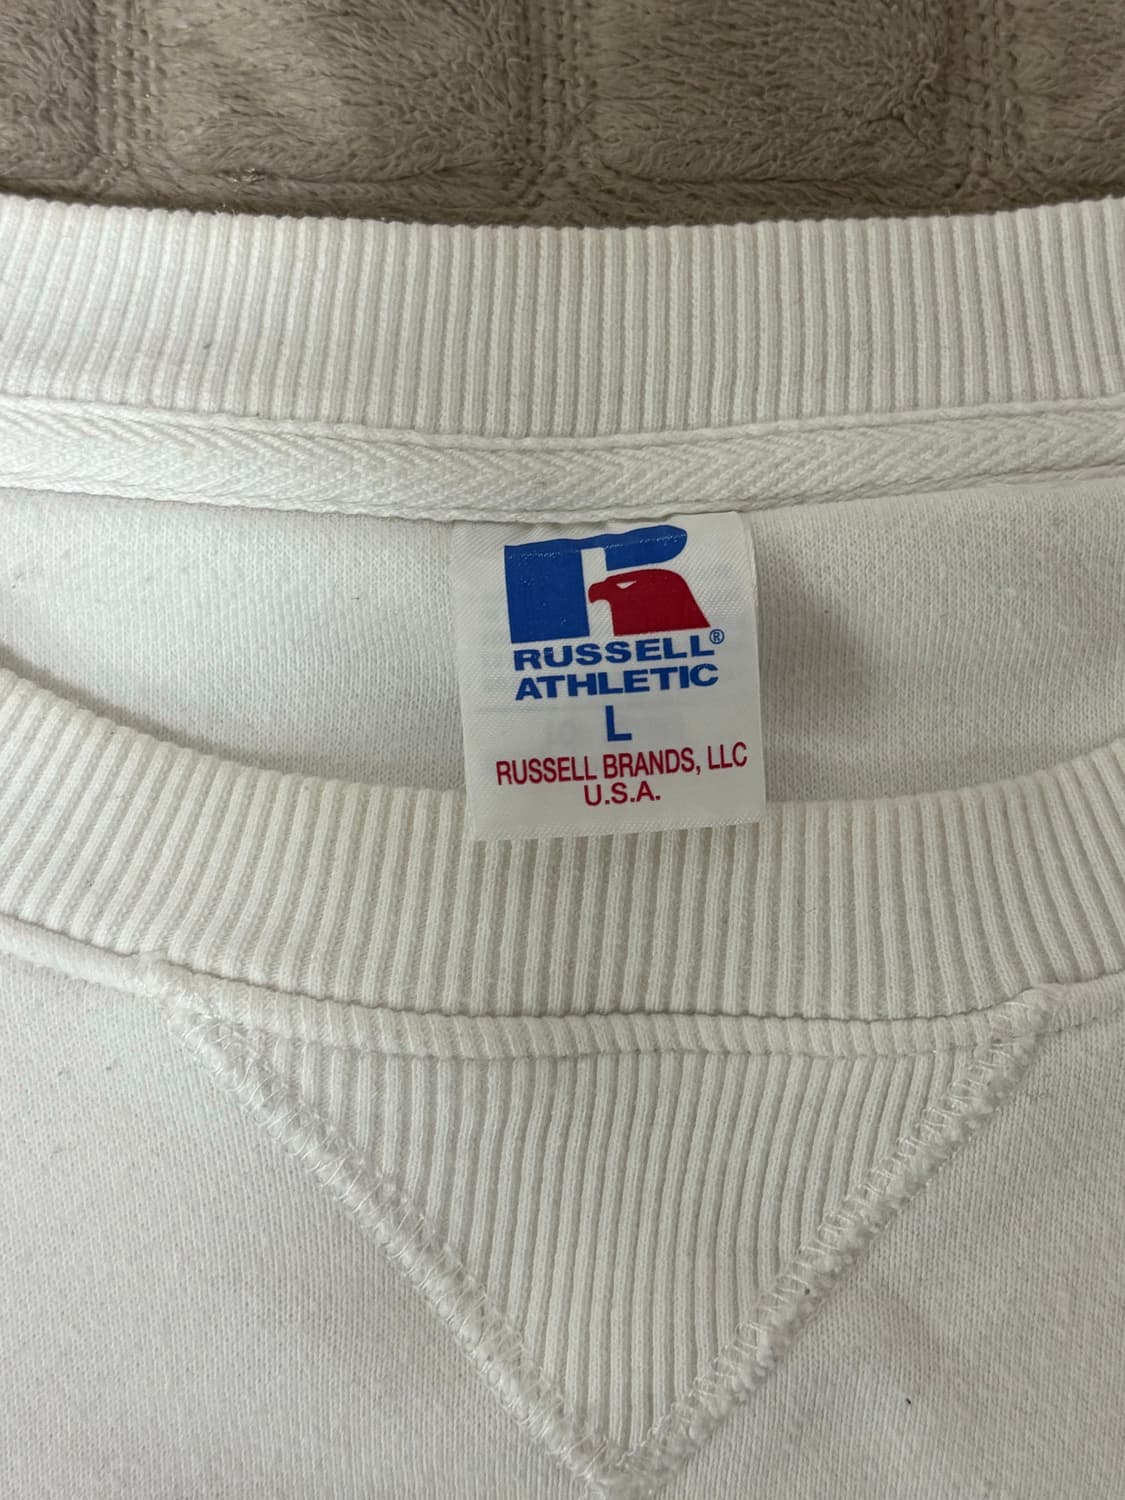 RUSSELL®
ATHLETIC
L
RUSSELL BRANDS, LLC
U.S.A.